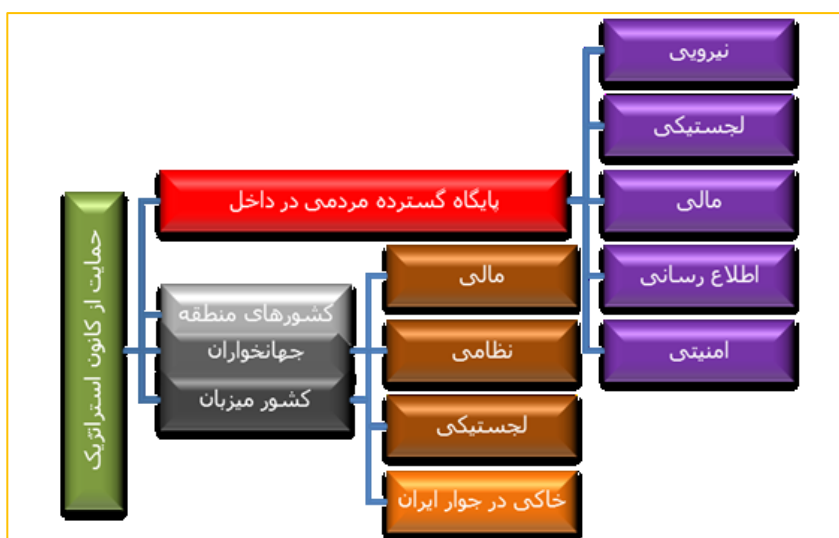 حمایت از کانون استراتژیک
پایگاه گسترده مردمی در داخل
نیرویی
لجستیکی
مالی
اطلاع رسانی
امنیتی
کشورهای منطقه
جهانخواران
کشور میزبان
مالی
نظامی
لجستیکی
خاکی در جوار ایران